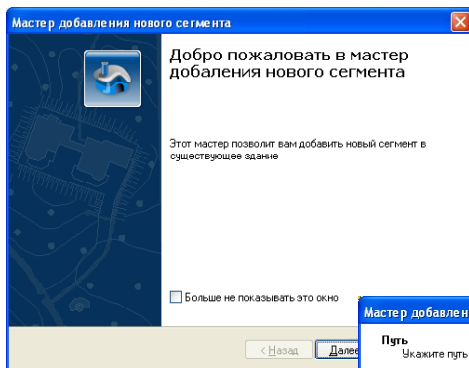 Мастер добавления нового сегмента
Добро пожаловать в мастер
добаления нового сегмента
Этот мастер позволит вам добавить новый сегмент в
существующее здание
Больше не показывать это окно
< Назад
Далее
Мастер добавлен
Путь
Укажите путь